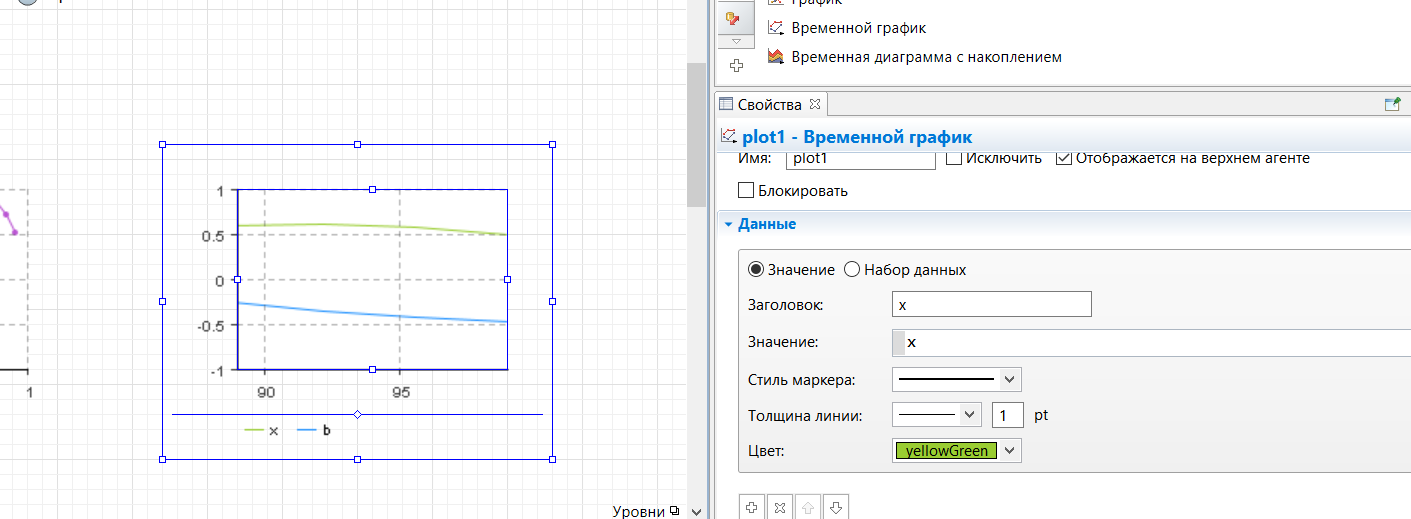 График
Временной график
Временная диаграмма с накоплением
Свойства
plot1 - Временной график
Имя: plot1 Исключить Отображается на верхнем агенте
Блокировать
Данные
Значение Набор данных
Заголовок: x
Значение: x
Стиль маркера:
Толщина линии: 1 pt
Цвет: yellowGreen
1
0.5
0
-0.5
-1
90 95
x b
1
Уровни